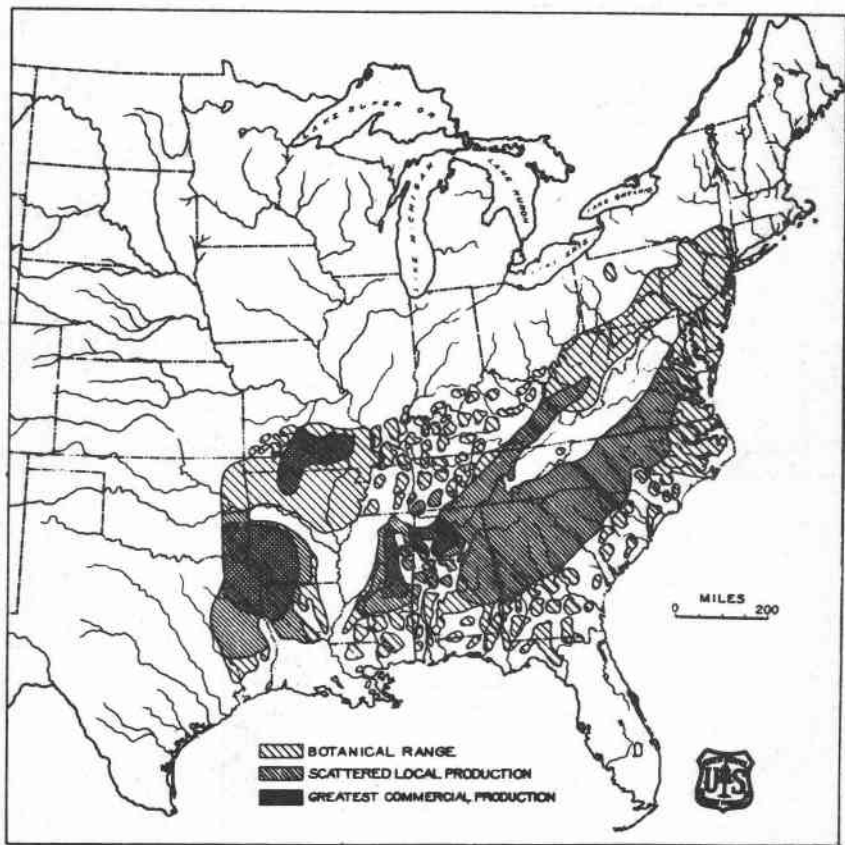 LAKE SUPERIOR
LAKE MICHIGAN
LAKE HURON
LAKE ONTARIO
LAKE ERIE
MILES
0 200
BOTANICAL RANGE
SCATTERED LOCAL PRODUCTION
GREATEST COMMERCIAL PRODUCTION
US